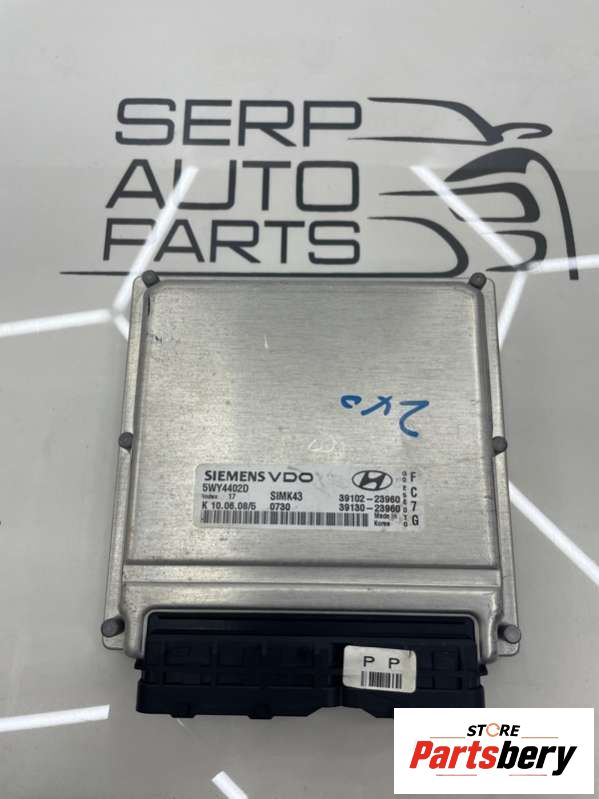 SERP
AUTO
PARTS
2x0
SIEMENS VDO
5WY4402D
Index 17 SIMK43
K 10.06.08/5 0730
39102-23960
39130-23960
Made in
Korea
F
C
7
G
P P
STORE
Partsbery